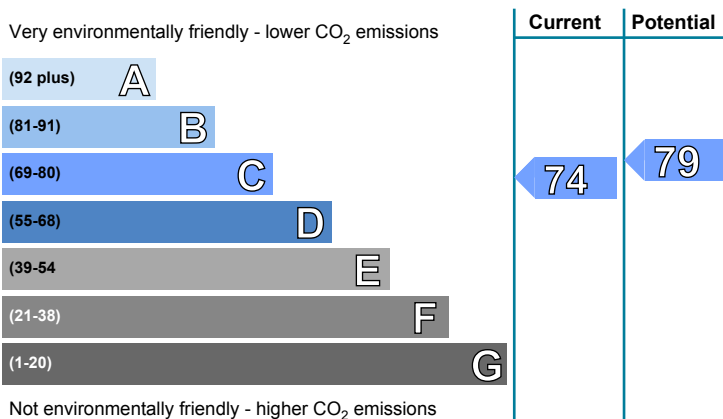 Current Potential
Very environmentally friendly - lower CO₂ emissions
(92 plus) A
(81-91) B
(69-80) C
74 79
(55-68) D
(39-54 E
(21-38) F
(1-20) G
Not environmentally friendly - higher CO₂ emissions